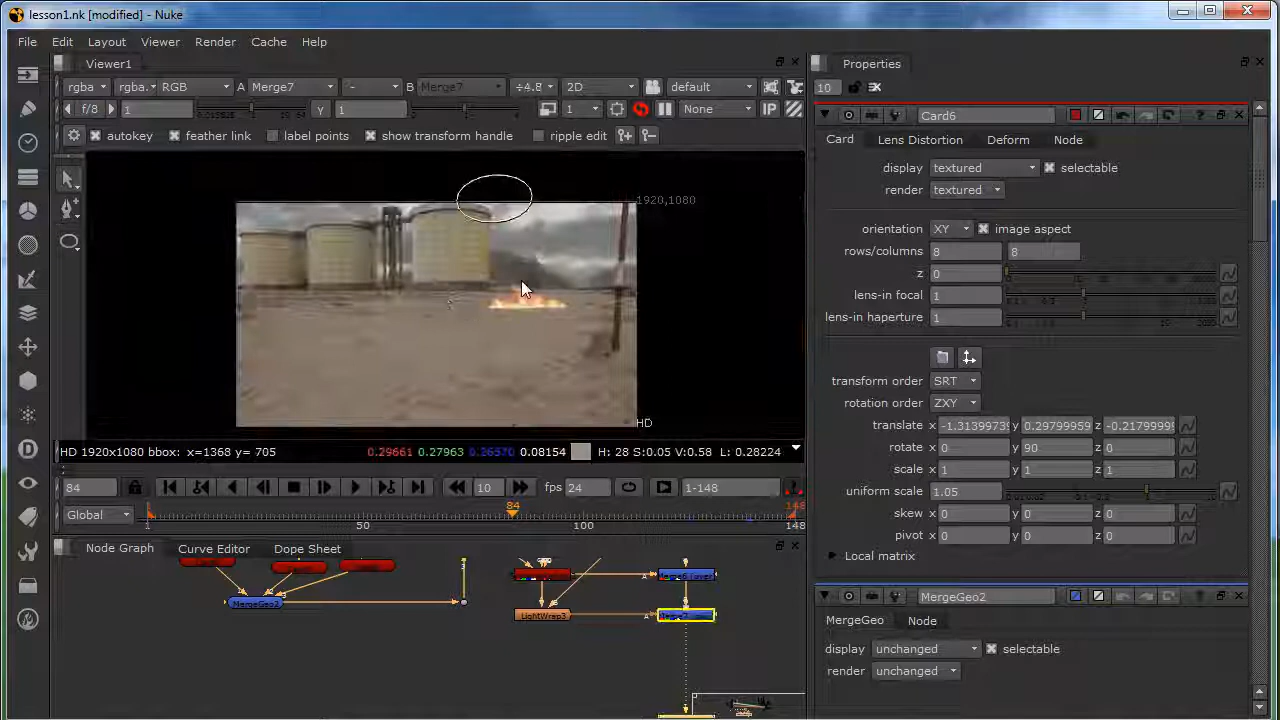 lesson1.nk [modified] - Nuke
File Edit Layout Viewer Render Cache Help
Viewer1
rgba rgba. RGB A Merge7 - B Merge7 ÷4.8 2D default
f/8 1 Y 1 1 None IP
autokey feather link label points show transform handle ripple edit
1920,1080
HD
HD 1920x1080 bbox: x=1368 y= 705 0.29661 0.27963 0.26570 0.08154 H: 28 S:0.05 V:0.58 L: 0.28224
84 10 fps 24 1-148
Global 1 50 84 100 148
Node Graph Curve Editor Dope Sheet
MergeGeo2
LightWrap3
Properties
10
Card6
Card Lens Distortion Deform Node
display textured selectable
render textured
orientation XY image aspect
rows/columns 8 8
z 0
lens-in focal 1
lens-in haperture 1
transform order SRT
rotation order ZXY
translate x -1.31399739 y 0.29799959 z -0.21799999
rotate x 0 y 90 z 0
scale x 1 y 1 z 1
uniform scale 1.05
skew x 0 y 0 z 0
pivot x 0 y 0 z 0
Local matrix
MergeGeo2
MergeGeo Node
display unchanged selectable
render unchanged